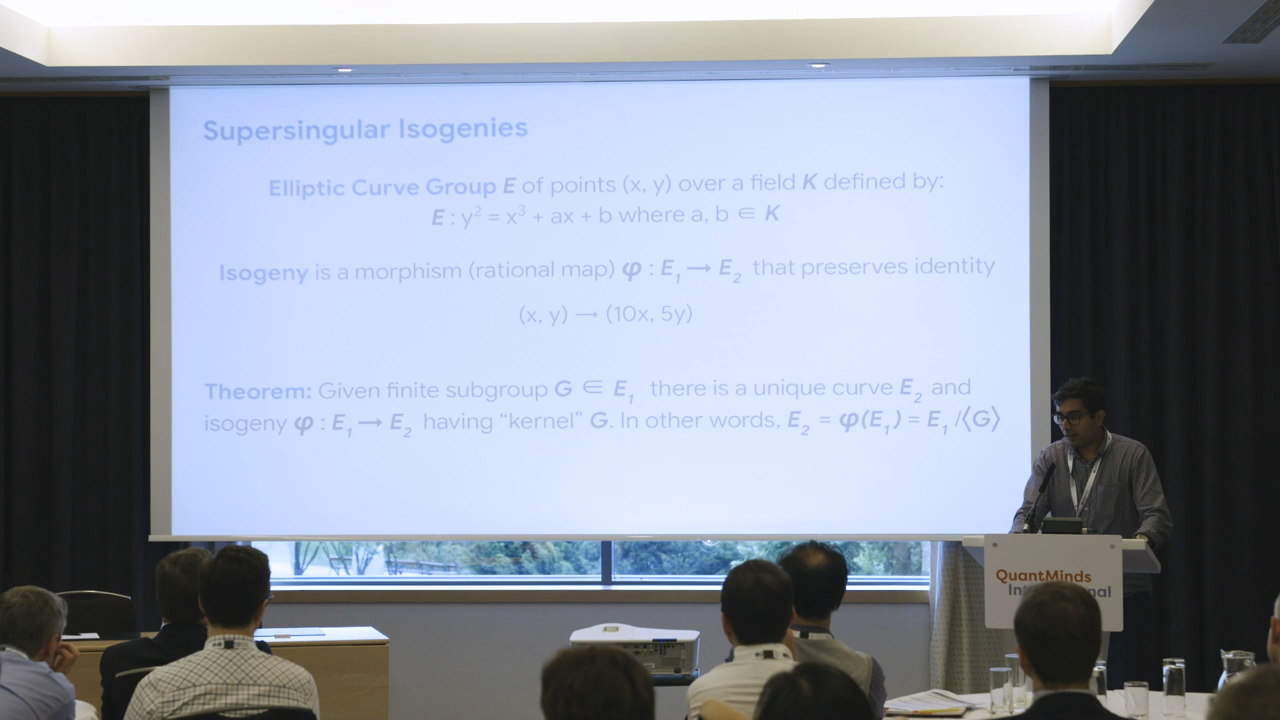 Supersingular Isogenies
Elliptic Curve Group E of points (x, y) over a field K defined by:
E : y² = x³ + ax + b where a, b ∈ K
Isogeny is a morphism (rational map) φ : E₁ → E₂ that preserves identity
(x, y) → (10x, 5y)
Theorem: Given finite subgroup G ∈ E₁ there is a unique curve E₂ and
isogeny φ : E₁ → E₂ having “kernel” G. In other words, E₂ = φ(E₁) = E₁ /⟨G⟩
QuantMinds